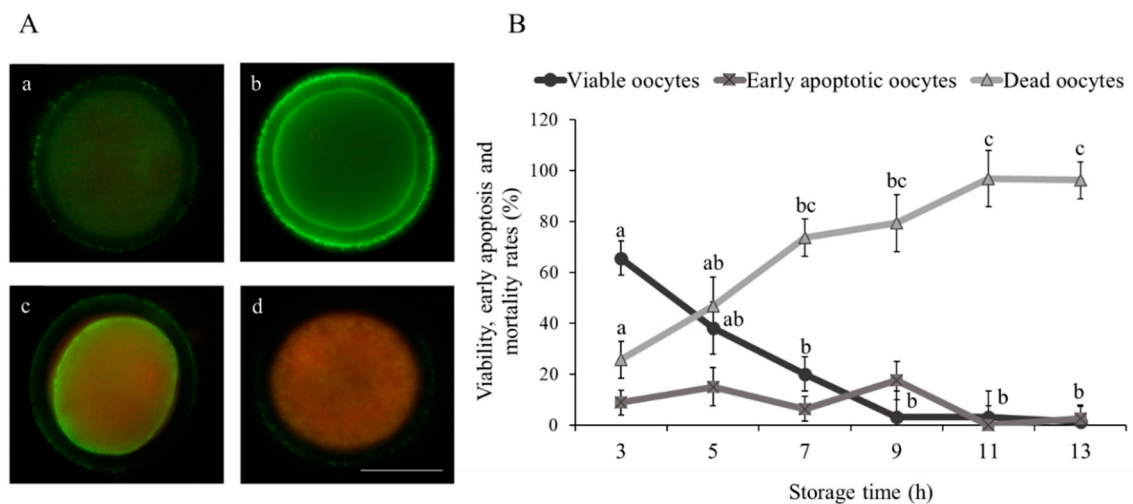 A
B
a
b
c
d
Viable oocytes Early apoptotic oocytes Dead oocytes
Viability, early apoptosis and
mortality rates (%)
120
100
80
60
40
20
0
a
ab
bc
bc
c
c
a
ab
b
b
b
b
3 5 7 9 11 13
Storage time (h)